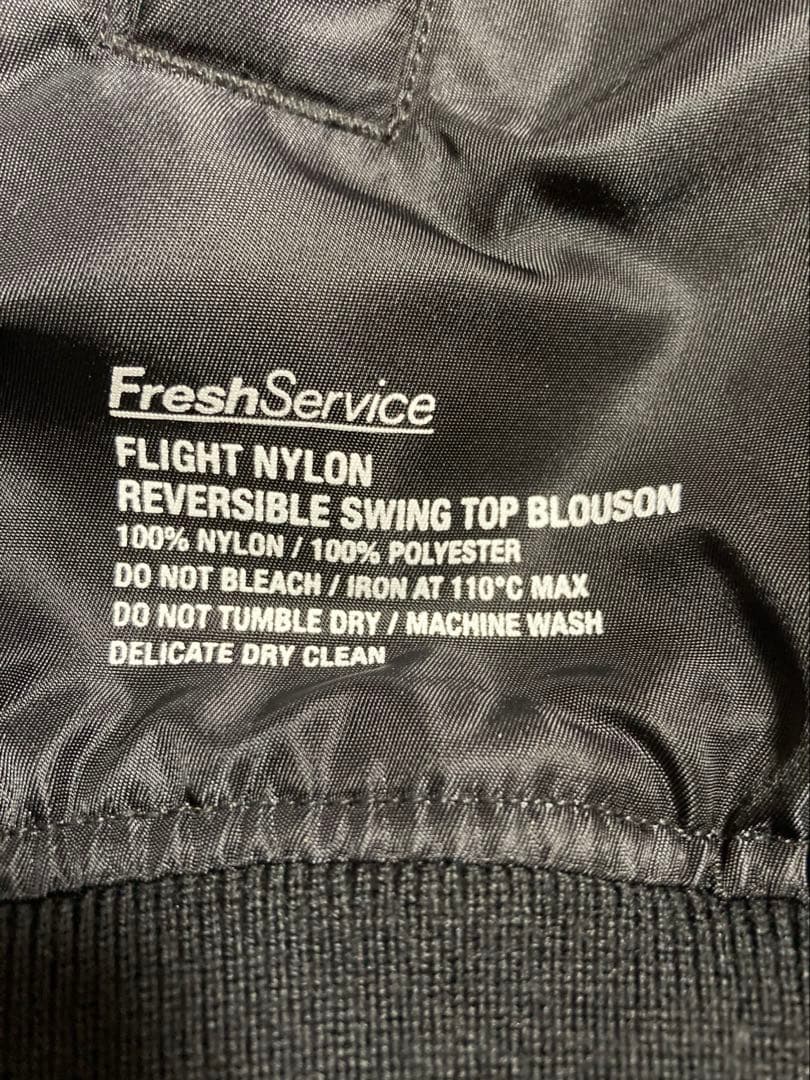 FreshService
FLIGHT NYLON
REVERSIBLE SWING TOP BLOUSON
100% NYLON / 100% POLYESTER
DO NOT BLEACH / IRON AT 110°C MAX
DO NOT TUMBLE DRY / MACHINE WASH
DELICATE DRY CLEAN